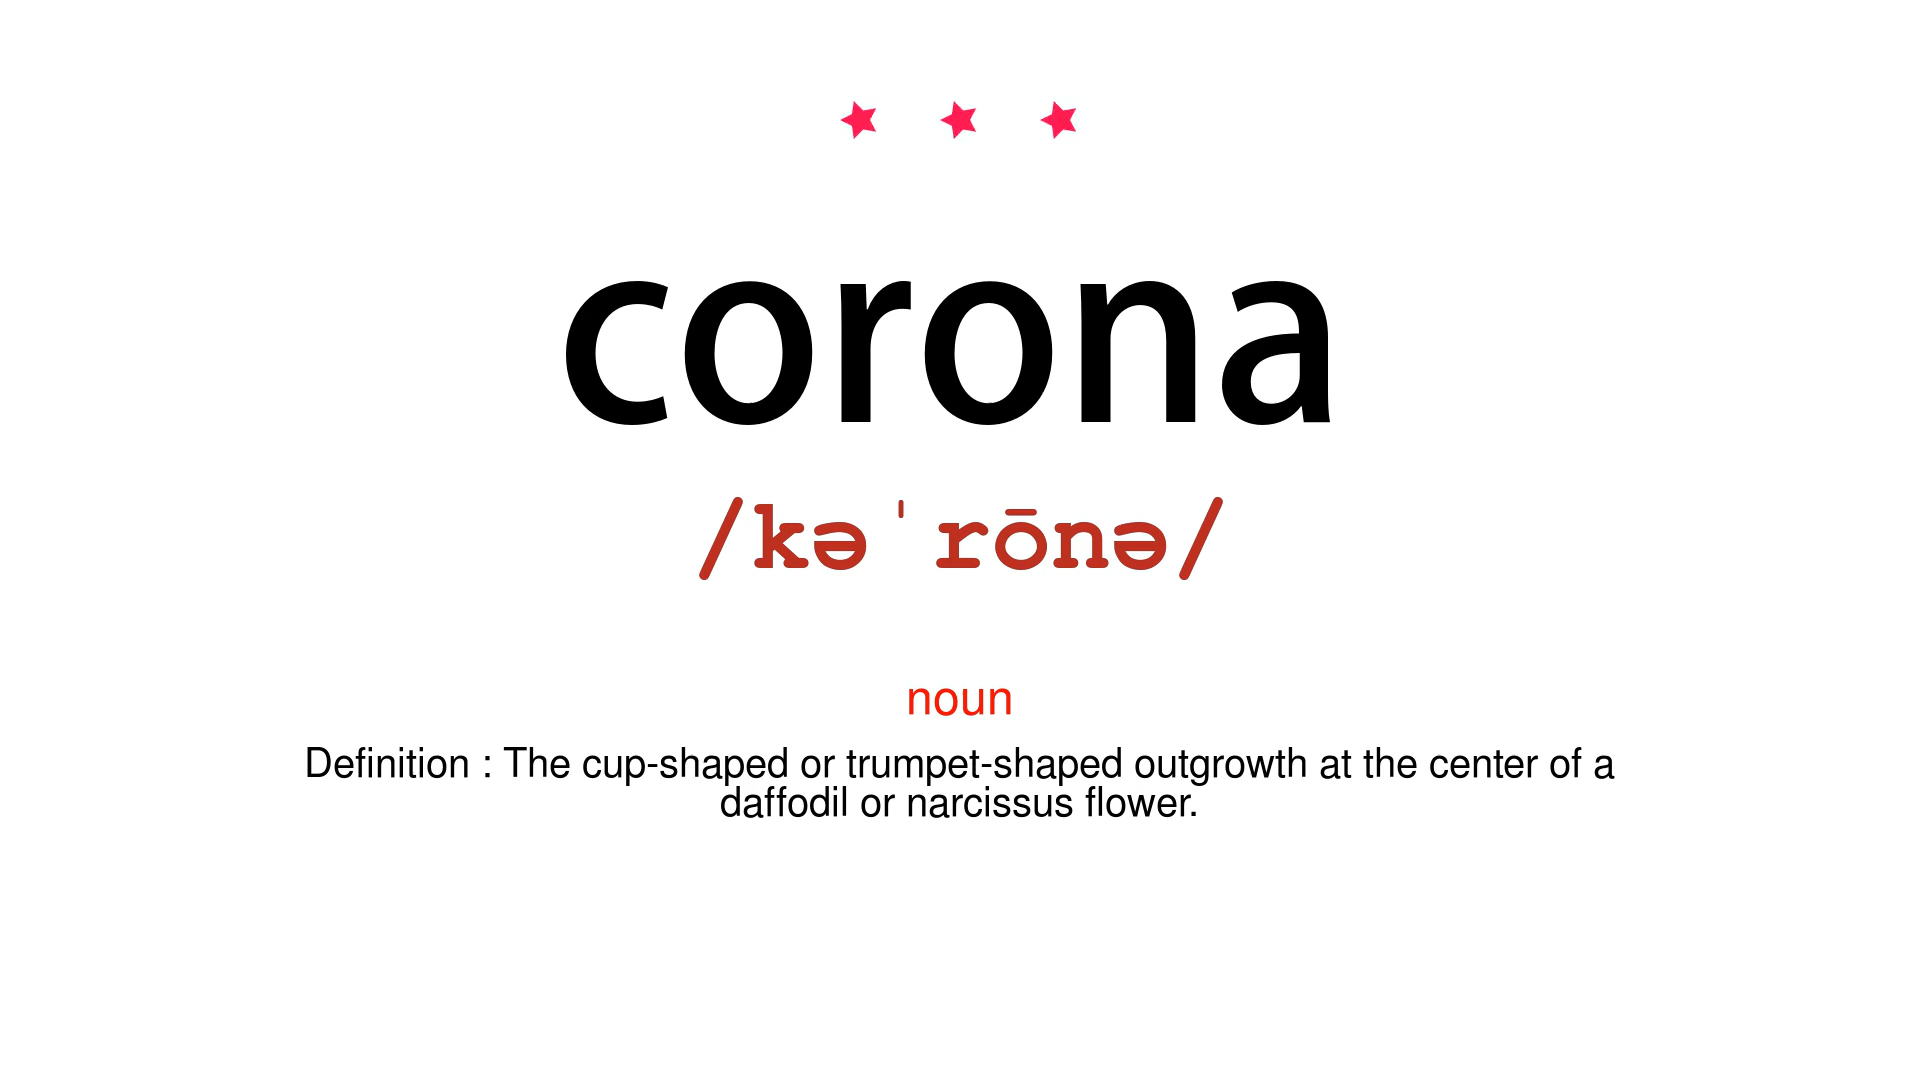 corona
/kəˈrōnə/
noun
Definition : The cup-shaped or trumpet-shaped outgrowth at the center of a
daffodil or narcissus flower.